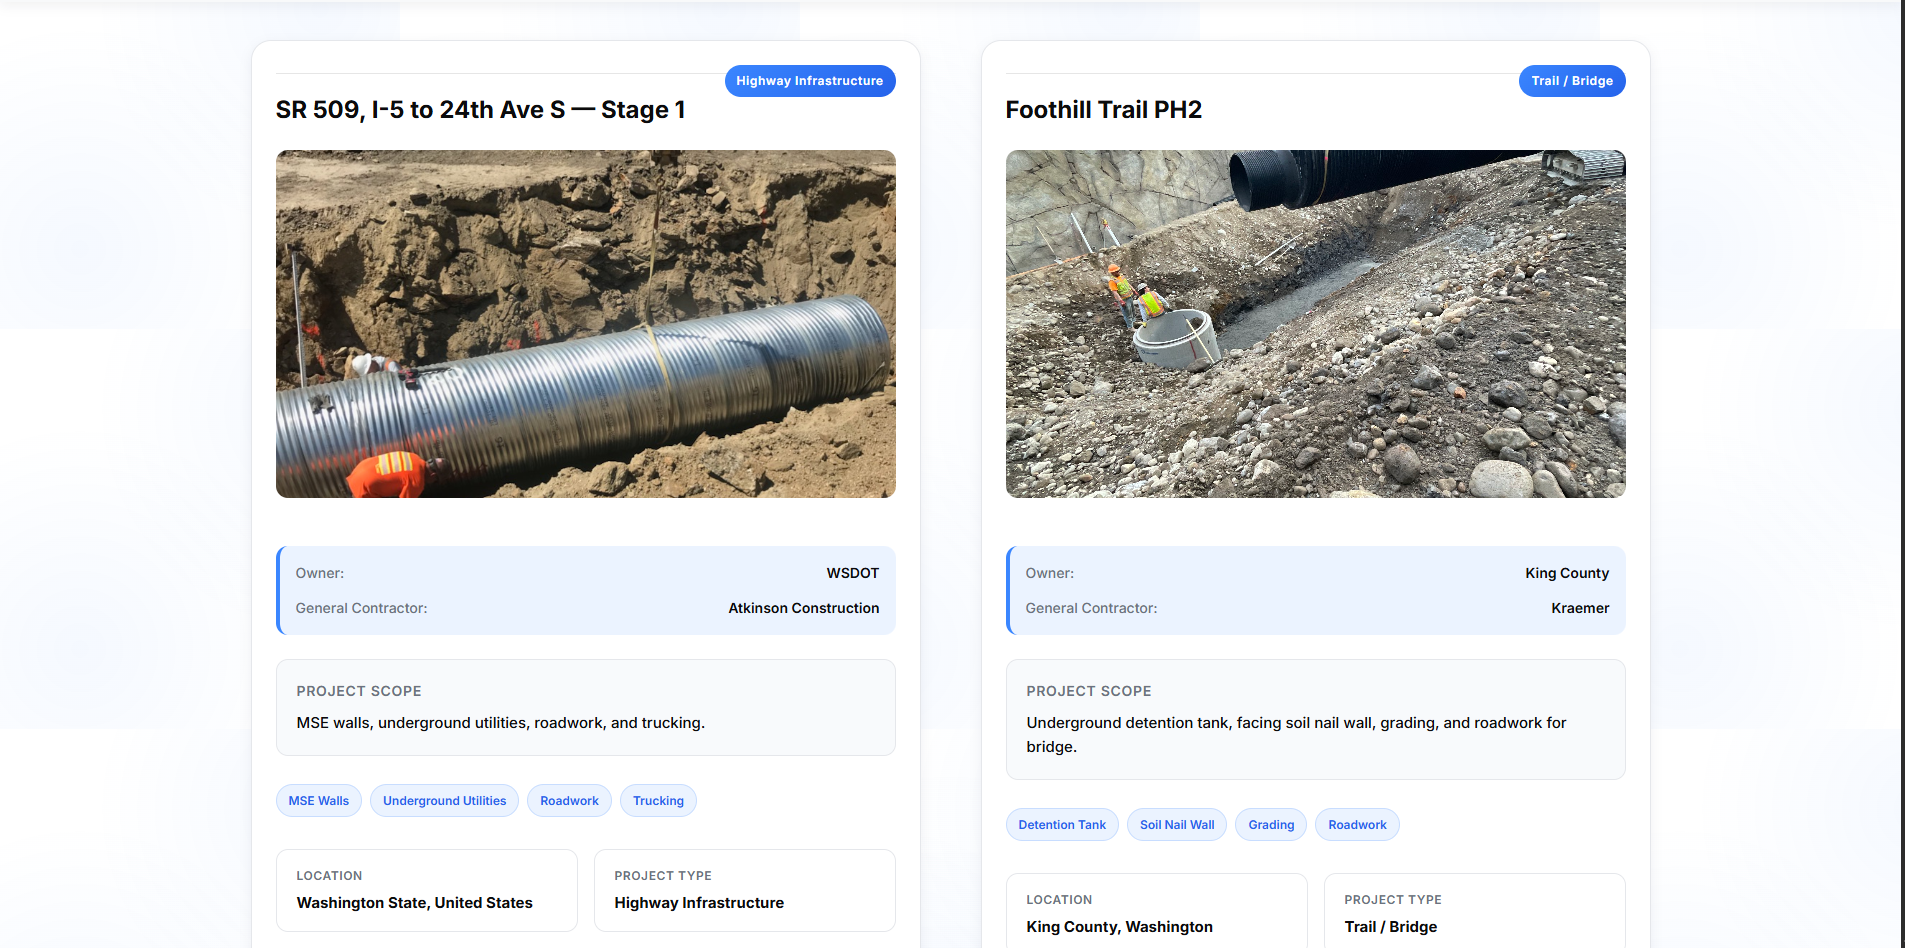 Highway Infrastructure
SR 509, I-5 to 24th Ave S — Stage 1
Owner:
WSDOT
General Contractor:
Atkinson Construction
PROJECT SCOPE
MSE walls, underground utilities, roadwork, and trucking.
MSE Walls
Underground Utilities
Roadwork
Trucking
LOCATION
Washington State, United States
PROJECT TYPE
Highway Infrastructure
Trail / Bridge
Foothill Trail PH2
Owner:
King County
General Contractor:
Kraemer
PROJECT SCOPE
Underground detention tank, facing soil nail wall, grading, and roadwork for
bridge.
Detention Tank
Soil Nail Wall
Grading
Roadwork
LOCATION
King County, Washington
PROJECT TYPE
Trail / Bridge